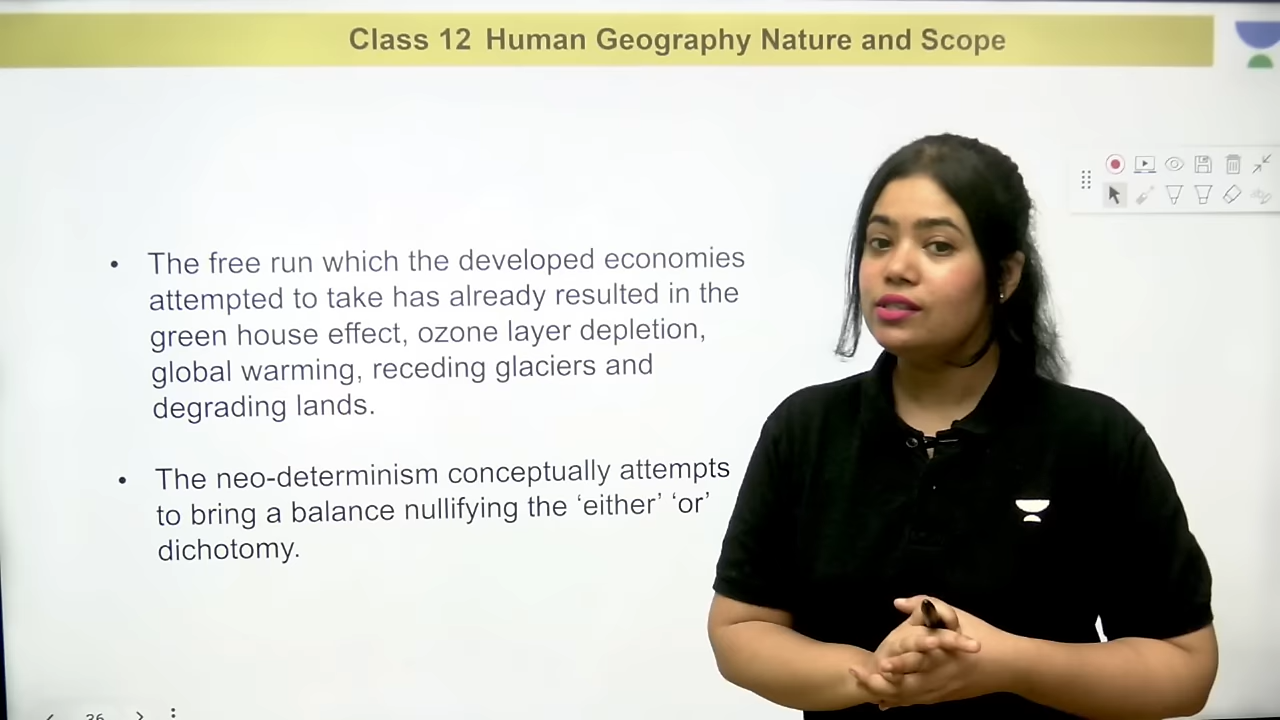 Class 12 Human Geography Nature and Scope
• The free run which the developed economies
attempted to take has already resulted in the
green house effect, ozone layer depletion,
global warming, receding glaciers and
degrading lands.
• The neo-determinism conceptually attempts
to bring a balance nullifying the ‘either’ ‘or’
dichotomy.
36